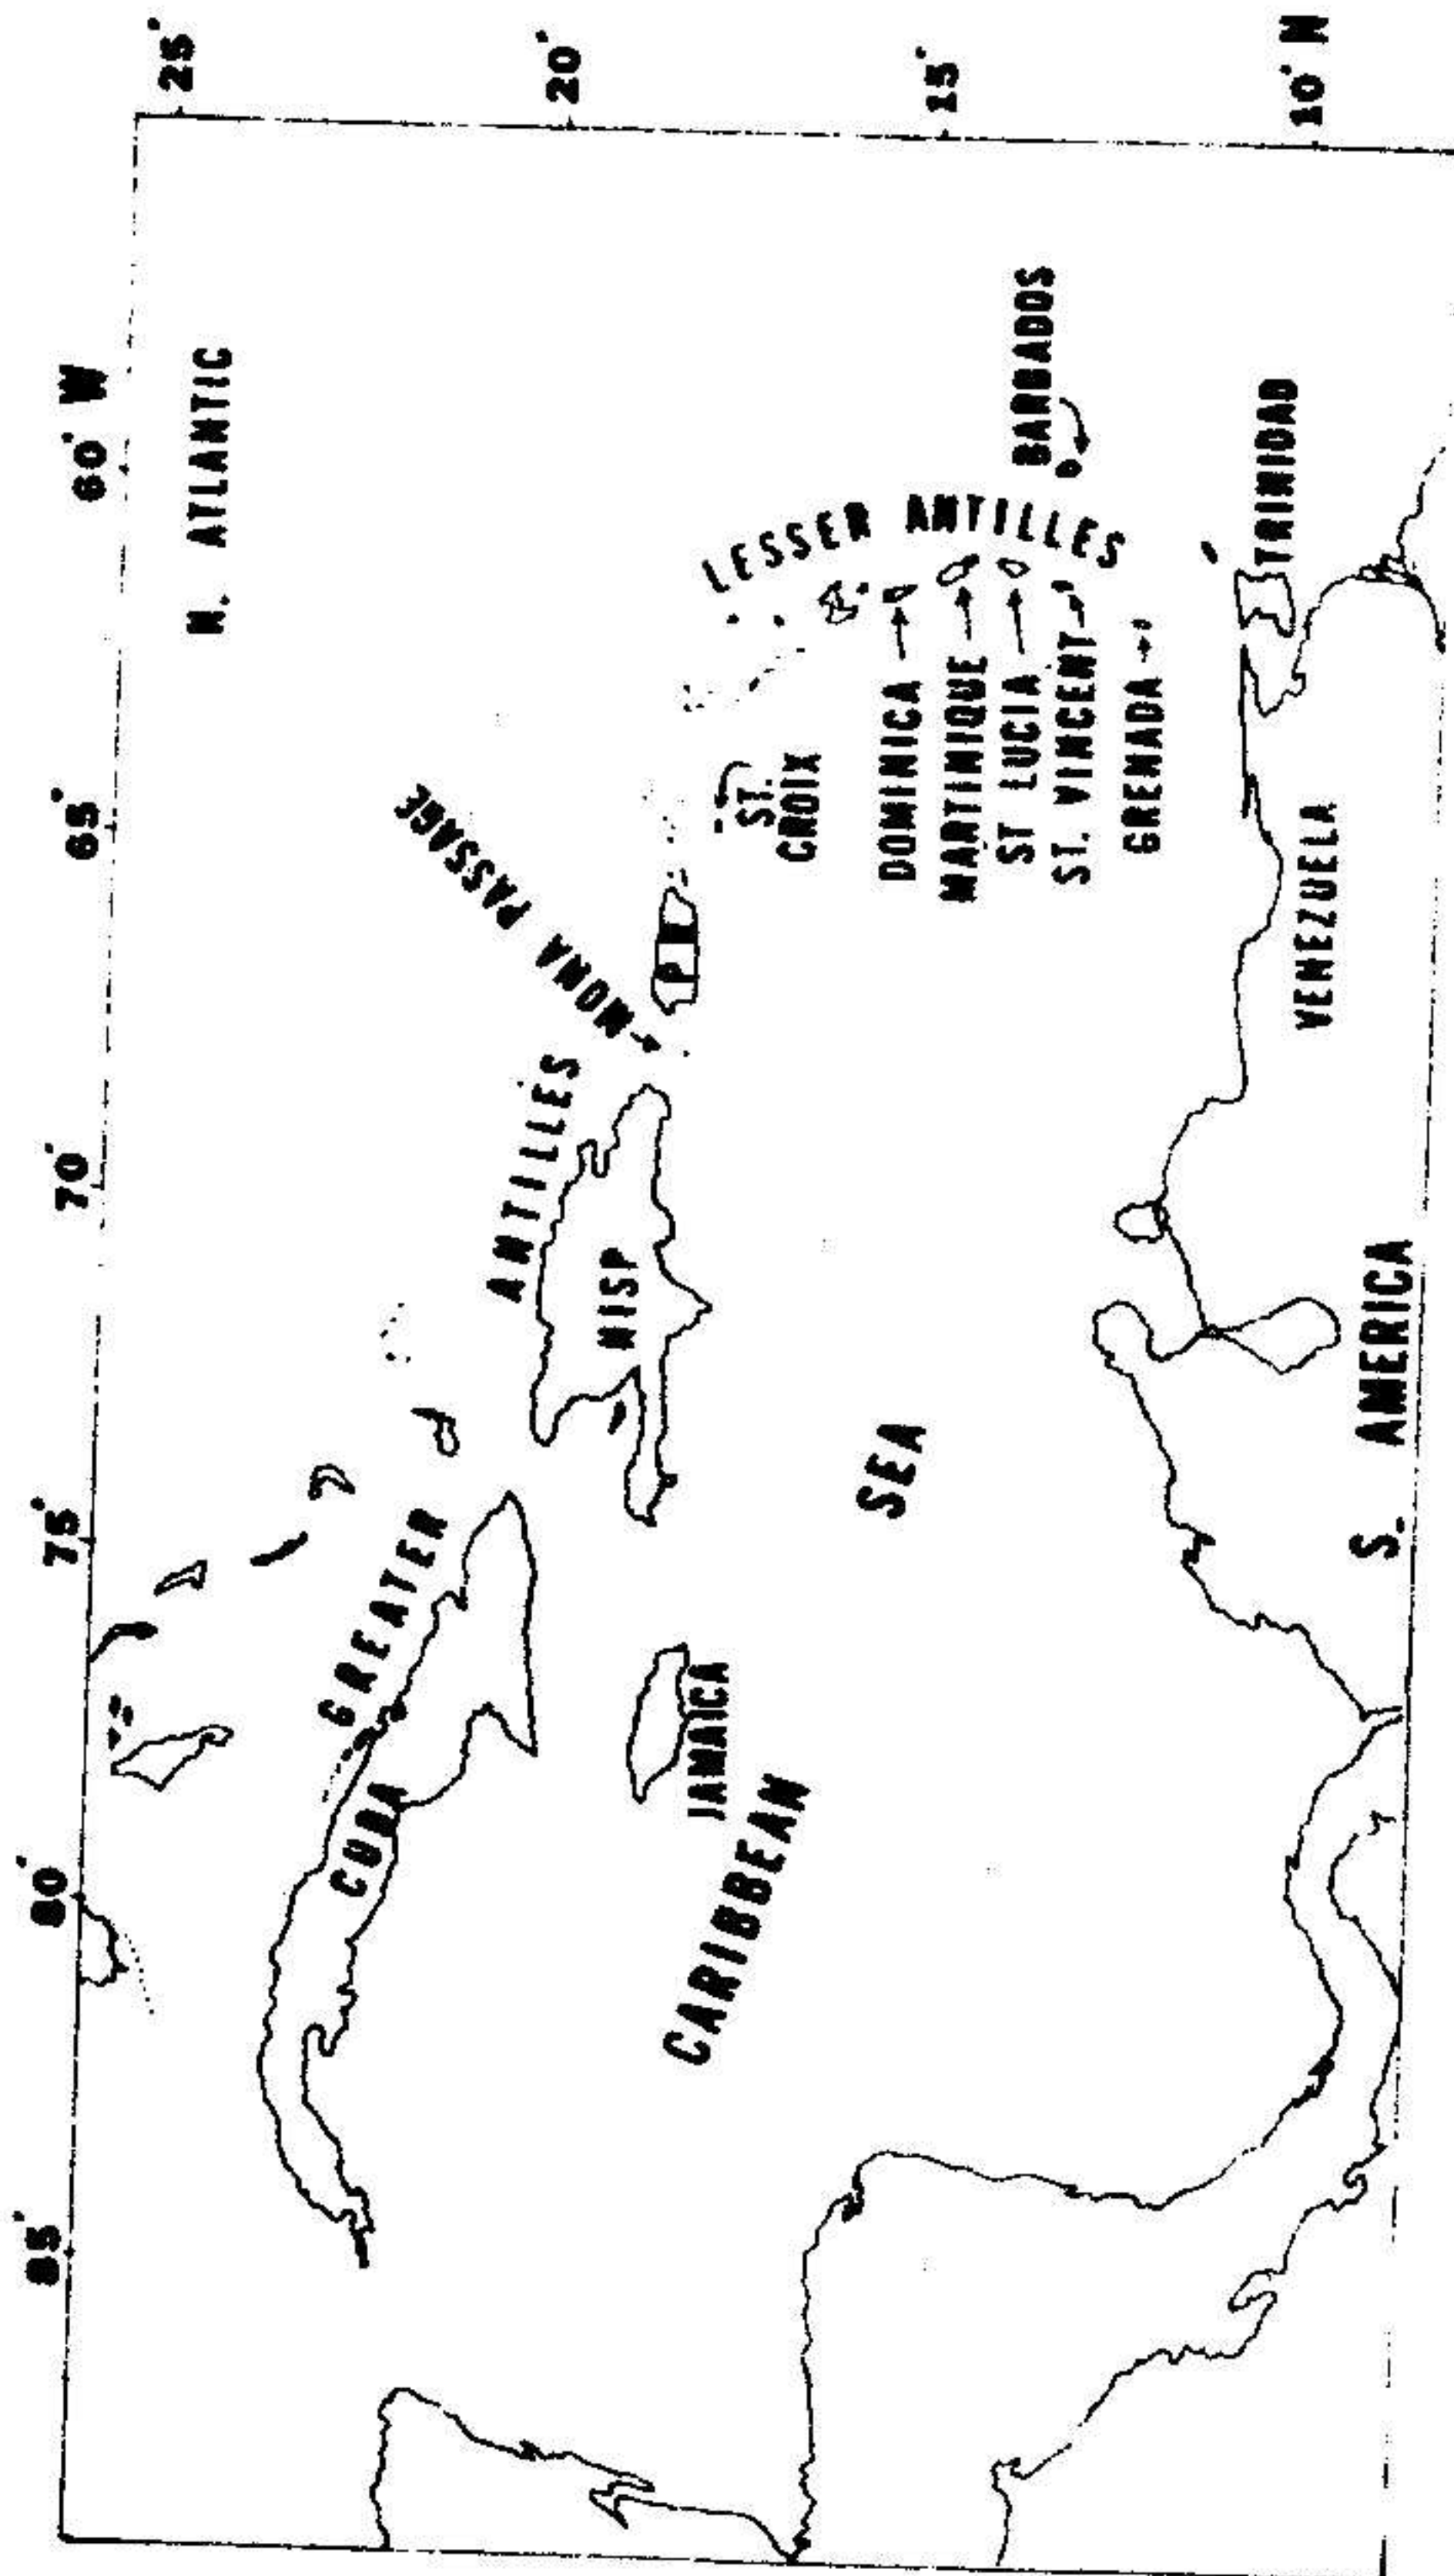 85° 80° 75° 70° 65° 60° W
25°
20°
15°
10° N
N. ATLANTIC
GREATER ANTILLES
MONA PASSAGE
CUBA
HISP
P
JAMAICA
ST.
CROIX
LESSER ANTILLES
DOMINICA
MARTINIQUE
ST LUCIA
ST. VINCENT
GRENADA
BARBADOS
TRINIDAD
CARIBBEAN SEA
VENEZUELA
S. AMERICA